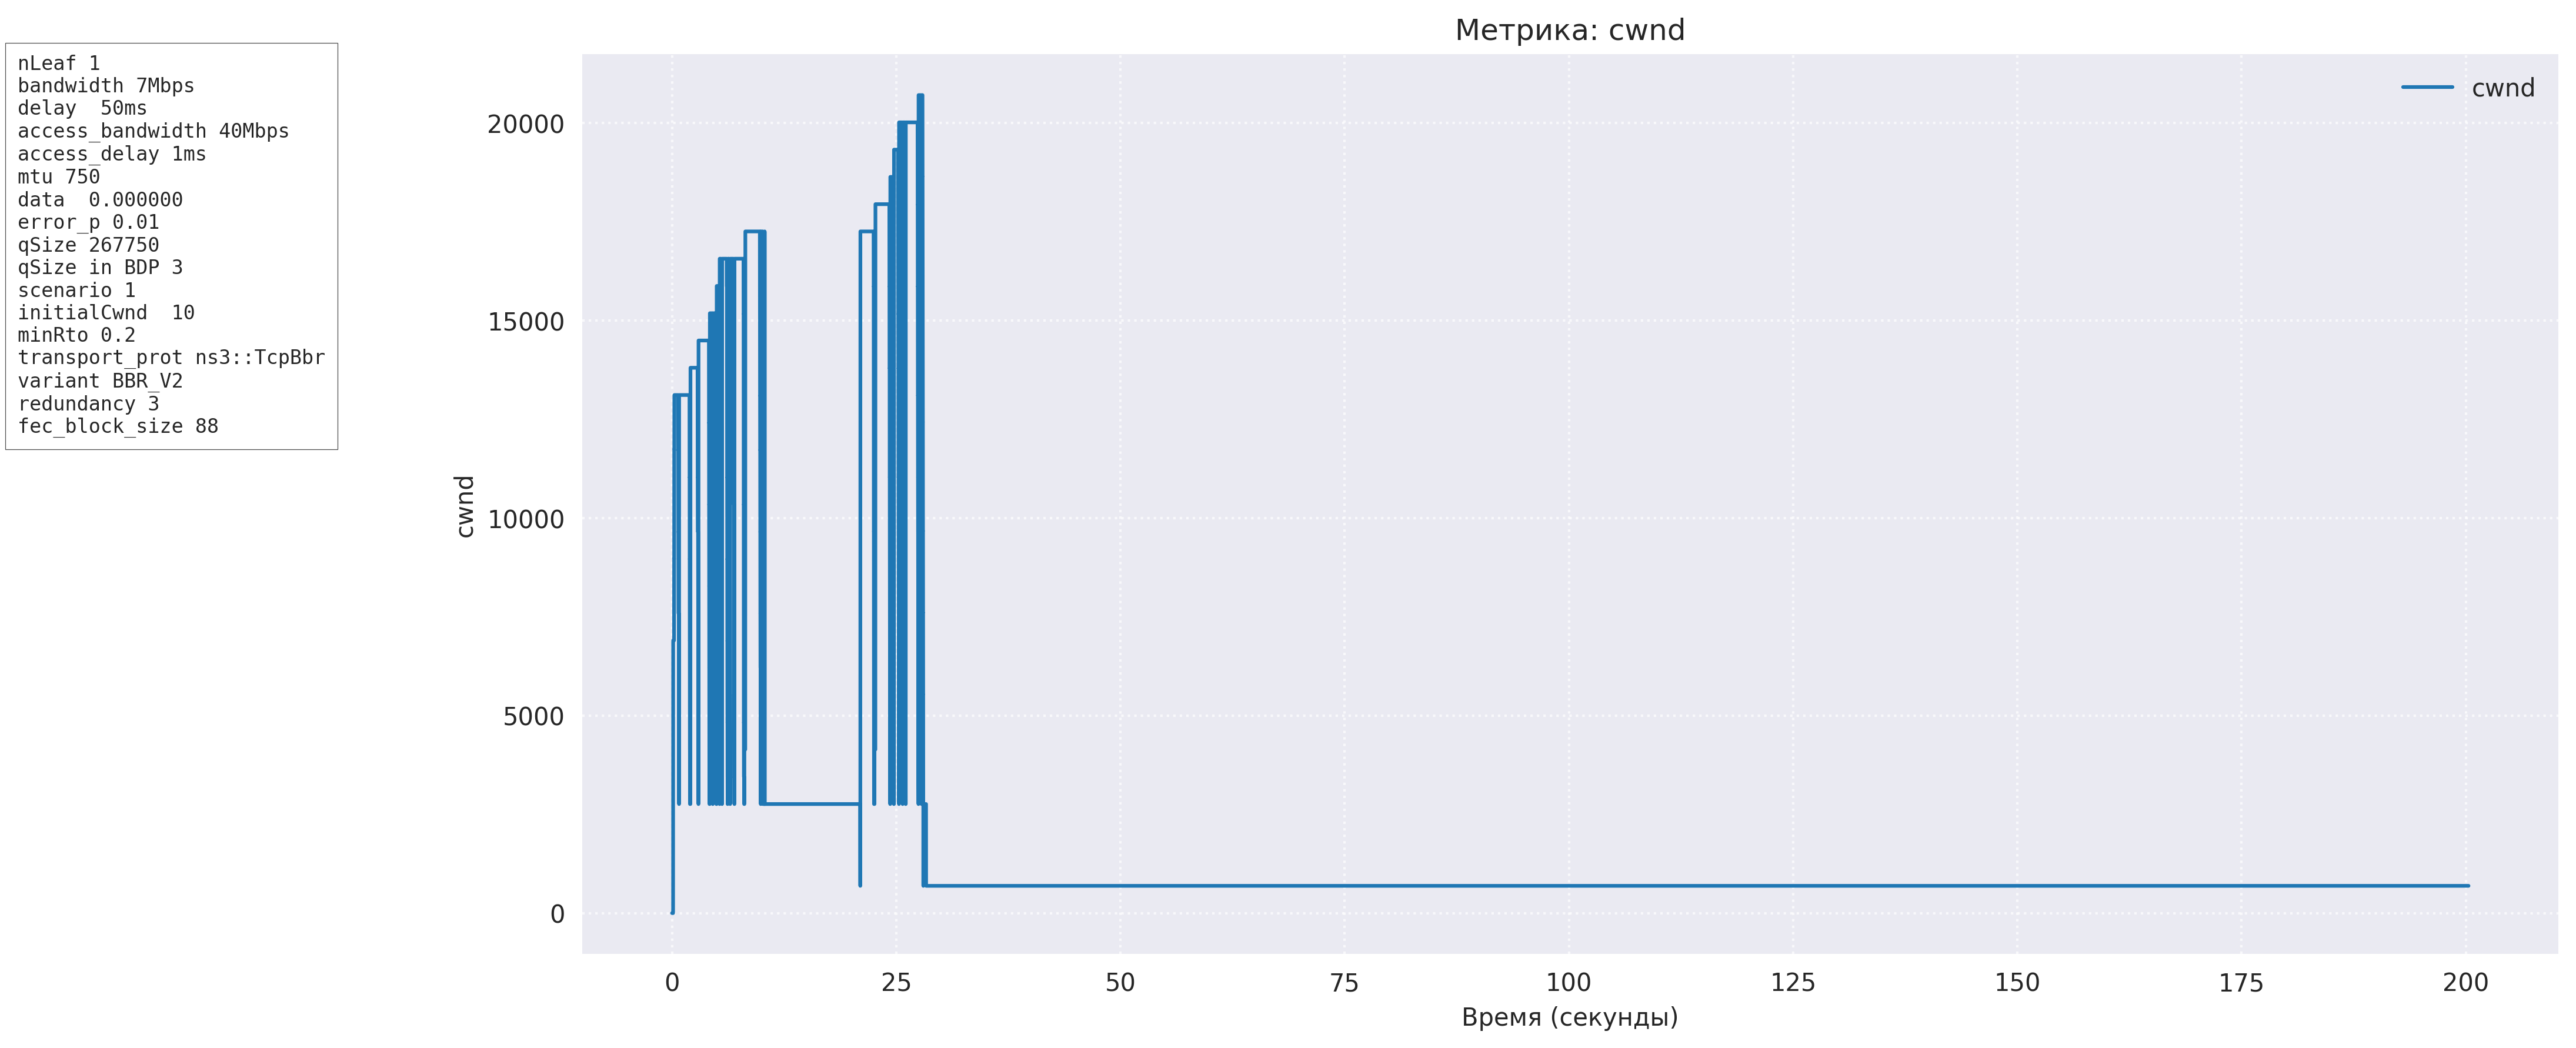 Метрика: cwnd
nLeaf 1
bandwidth 7Mbps
delay  50ms
access_bandwidth 40Mbps
access_delay 1ms
mtu 750
data  0.000000
error_p 0.01
qSize 267750
qSize in BDP 3
scenario 1
initialCwnd  10
minRto 0.2
transport_prot ns3::TcpBbr
variant BBR_V2
redundancy 3
fec_block_size 88
cwnd
cwnd
20000
15000
10000
5000
0
0
25
50
75
100
125
150
175
200
Время (секунды)